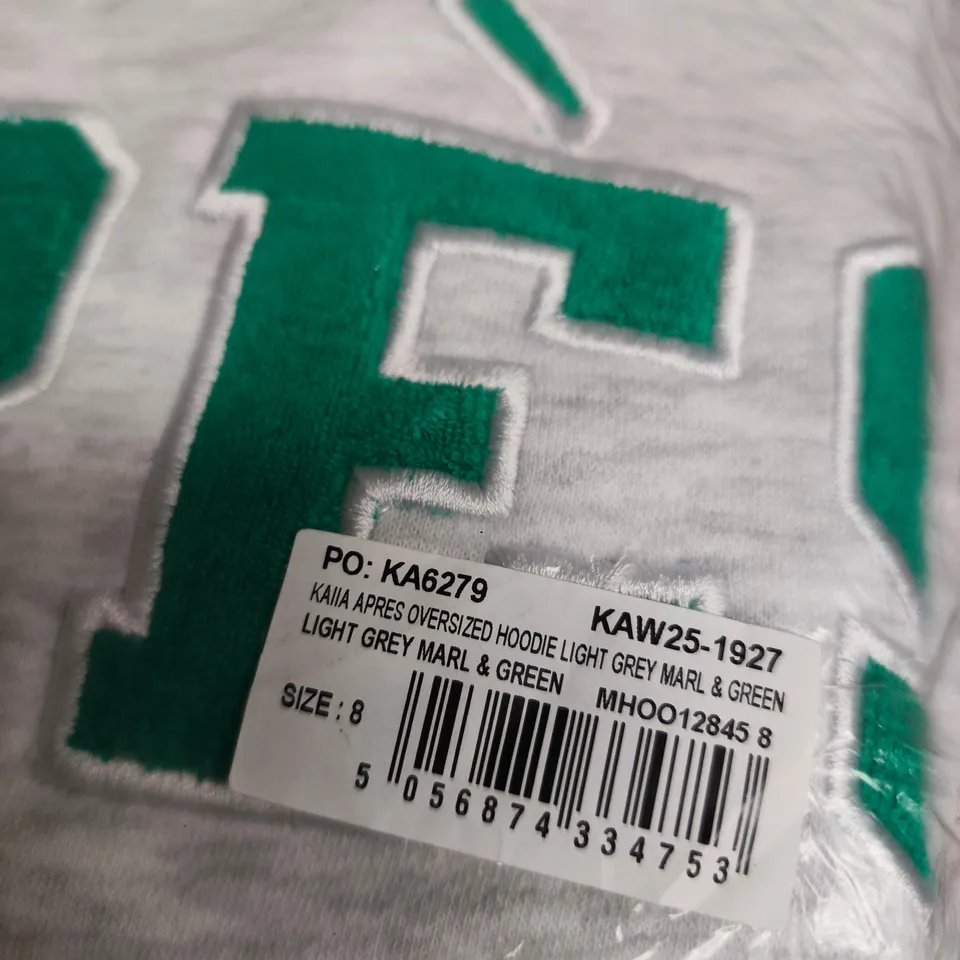 ÈS
PO: KA6279
KAW25-1927
KAIIA APRES OVERSIZED HOODIE LIGHT GREY MARL & GREEN
LIGHT GREY MARL & GREEN
MHOO12845 8
SIZE : 8
5 056874 334753